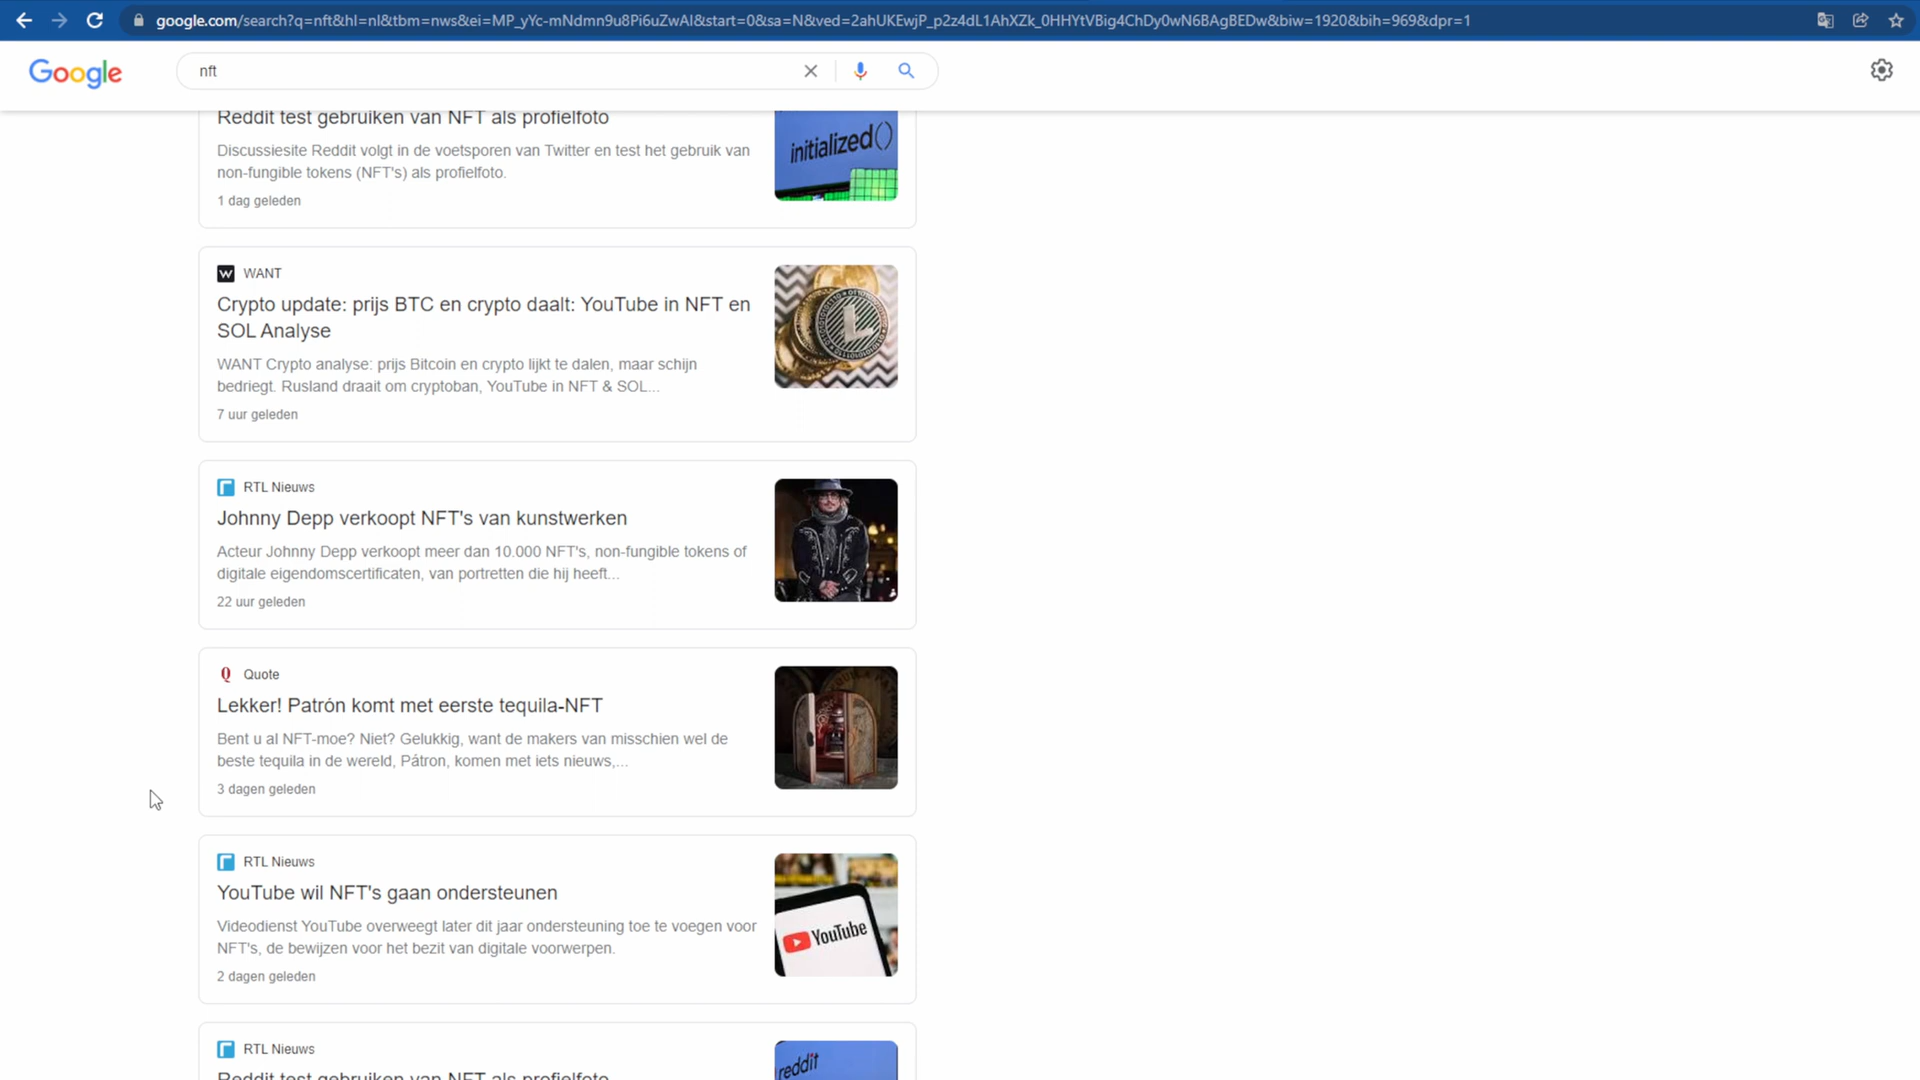 google.com/search?q=nft&hl=nl&tbm=nws&ei=MP_yYc-mNdmn9u8Pi6uZwAI&start=0&sa=N&ved=2ahUKEwjP_p2z4dL1AhXZk_0HHYtVBig4ChDy0wN6BAgBEDw&biw=1920&bih=969&dpr=1
Google
nft
Reddit test gebruiken van NFT als profielfoto
Discussiesite Reddit volgt in de voetsporen van Twitter en test het gebruik van
non-fungible tokens (NFT's) als profielfoto.
1 dag geleden
initialized()
W WANT
Crypto update: prijs BTC en crypto daalt: YouTube in NFT en
SOL Analyse
WANT Crypto analyse: prijs Bitcoin en crypto lijkt te dalen, maar schijn
bedriegt. Rusland draait om cryptoban, YouTube in NFT & SOL...
7 uur geleden
RTL Nieuws
Johnny Depp verkoopt NFT's van kunstwerken
Acteur Johnny Depp verkoopt meer dan 10.000 NFT's, non-fungible tokens of
digitale eigendomscertificaten, van portretten die hij heeft...
22 uur geleden
Q Quote
Lekker! Patrón komt met eerste tequila-NFT
Bent u al NFT-moe? Niet? Gelukkig, want de makers van misschien wel de
beste tequila in de wereld, Pátron, komen met iets nieuws,...
3 dagen geleden
RTL Nieuws
YouTube wil NFT's gaan ondersteunen
Videodienst YouTube overweegt later dit jaar ondersteuning toe te voegen voor
NFT's, de bewijzen voor het bezit van digitale voorwerpen.
2 dagen geleden
YouTube
RTL Nieuws
Reddit test gebruiken van NFT als profielfoto
reddit